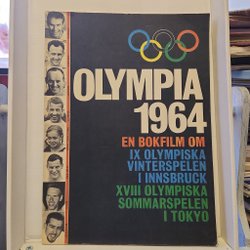 OLYMPIA
1964
EN BOKFILM OM
IX OLYMPISKA
VINTERSPELEN
I INNSBRUCK
XVIII OLYMPISKA
SOMMARSPELEN
I TOKYO